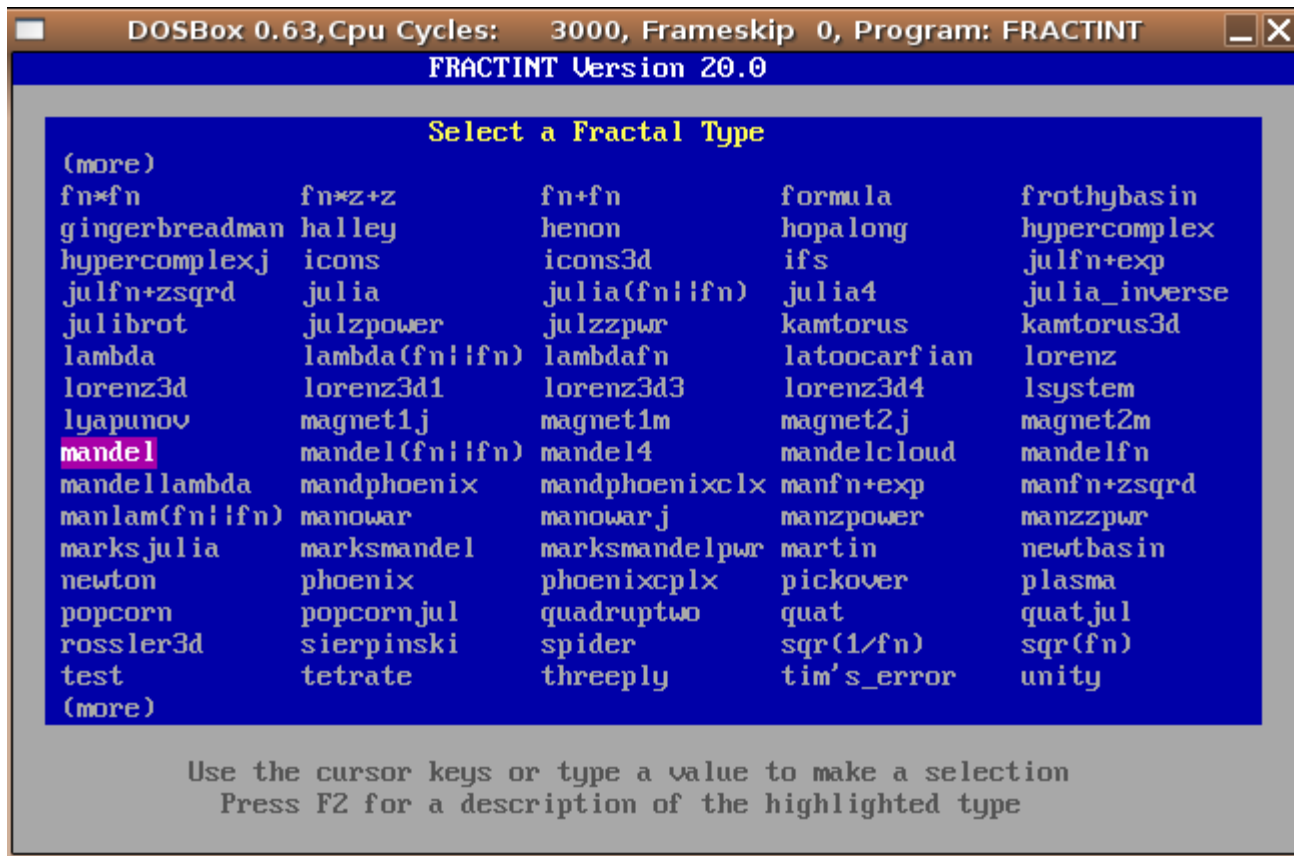 DOSBox 0.63,Cpu Cycles: 3000, Frameskip 0, Program: FRACTINT
FRACTINT Version 20.0
Select a Fractal Type
(more)
fn*fn fn*z+z fn+fn formula frothybasin
gingerbreadman halley henon hopalong hypercomplex
hypercomplexj icons icons3d ifs julfn+exp
julfn+zsqrd julia julia(fn||fn) julia4 julia_inverse
julibrot julzpower julzzpwr kamtorus kamtorus3d
lambda lambda(fn||fn) lambdafn latoocarfian lorenz
lorenz3d lorenz3d1 lorenz3d3 lorenz3d4 lsystem
lyapunov magnet1j magnet1m magnet2j magnet2m
mandel mandel(fn||fn) mandel4 mandelcloud mandelfn
mandellambda mandphoenix mandphoenixclx manfn+exp manfn+zsqrd
manlam(fn||fn) manowar manowarj manzpower manzzpwr
marksjulia marksmandel marksmandelpwr martin newtbasin
newton phoenix phoenixcplx pickover plasma
popcorn popcornjul quadruptwo quat quatjul
rossler3d sierpinski spider sqr(1/fn) sqr(fn)
test tetrate threeply tim's_error unity
(more)
Use the cursor keys or type a value to make a selection
Press F2 for a description of the highlighted type